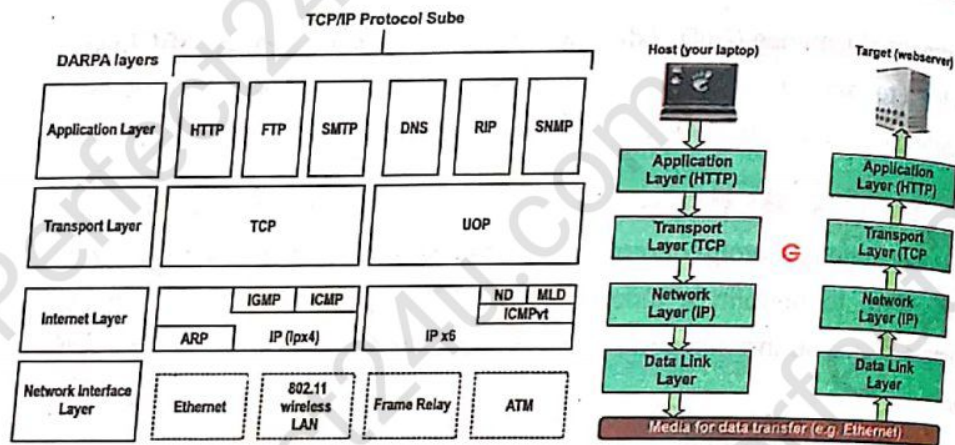 TCP/IP Protocol Sube
DARPA layers
Application Layer
HTTP
FTP
SMTP
DNS
RIP
SNMP
Transport Layer
TCP
UOP
Internet Layer
IGMP
ICMP
ARP
IP (Ipx4)
ND
MLD
ICMPvt
IP x6
Network Interface
Layer
Ethernet
802.11
wireless
LAN
Frame Relay
ATM
Host (your laptop)
Application
Layer (HTTP)
Transport
Layer (TCP
Network
Layer (IP)
Data Link
Layer
G
Target (webserver)
Application
Layer (HTTP)
Transport
Layer (TCP
Network
Layer (IP)
Data Link
Layer
Media for data transfer (e.g. Ethernet)